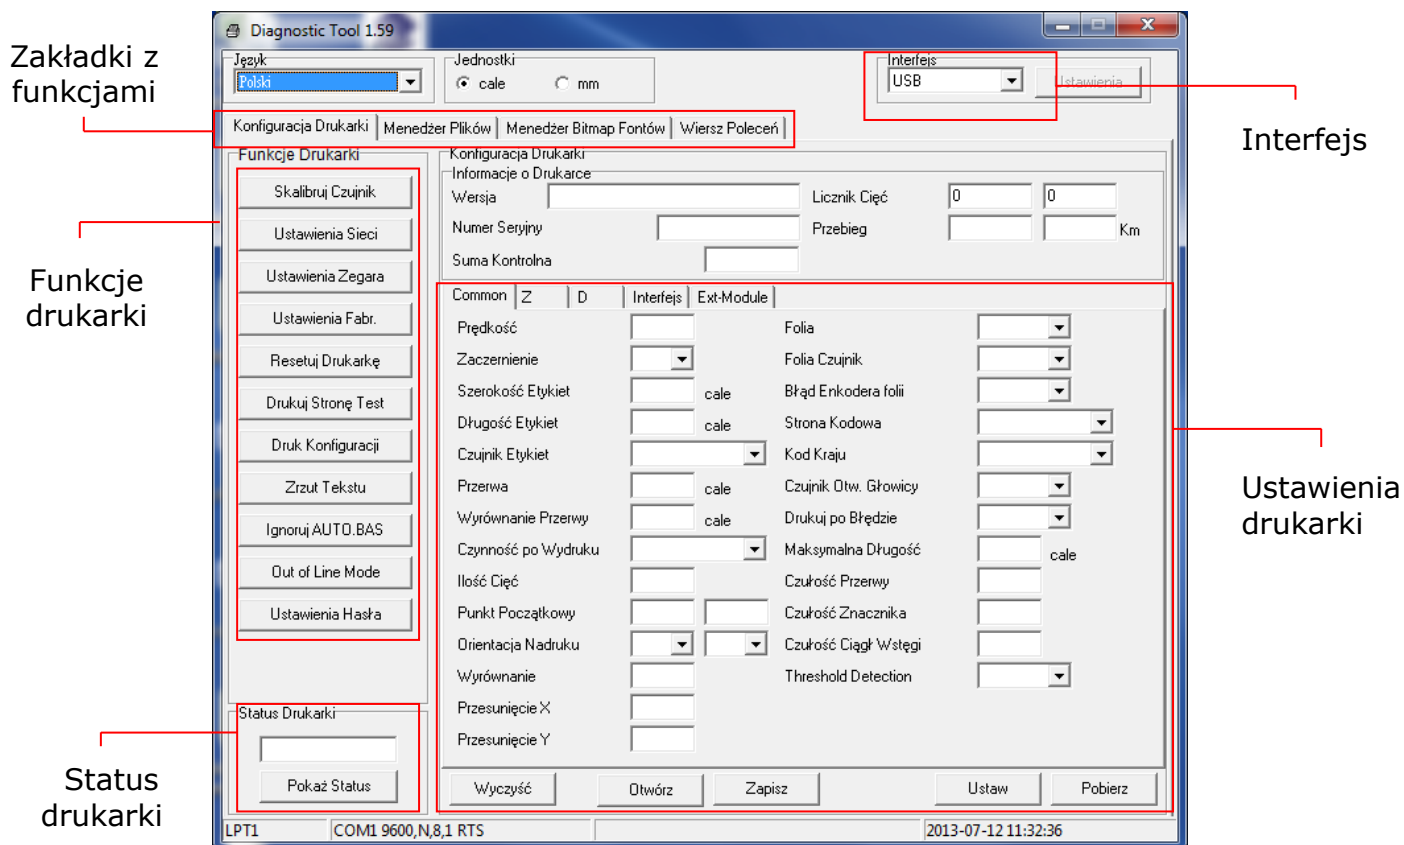 Diagnostic Tool 1.59
Zakładki z
funkcjami
Język
Polski
Jednostki
cale
mm
Interfejs
USB
Ustawienia
Interfejs
Konfiguracja Drukarki
Menedżer Plików
Menedżer Bitmap Fontów
Wiersz Poleceń
Funkcje Drukarki
Skalibruj Czujnik
Ustawienia Sieci
Ustawienia Zegara
Ustawienia Fabr.
Resetuj Drukarkę
Drukuj Stronę Test
Druk Konfiguracji
Zrzut Tekstu
Ignoruj AUTO.BAS
Out of Line Mode
Ustawienia Hasła
Funkcje
drukarki
Konfiguracja Drukarki
Informacje o Drukarce
Wersja
Licznik Cięć
0
0
Numer Seryjny
Przebieg
Km
Suma Kontrolna
Common
Z
D
Interfejs
Ext-Module
Prędkość
Folia
Zaczernienie
Folia Czujnik
Szerokość Etykiet
cale
Błąd Enkodera folii
Długość Etykiet
cale
Strona Kodowa
Czujnik Etykiet
Kod Kraju
Przerwa
cale
Czujnik Otw. Głowicy
Wyrównanie Przerwy
cale
Drukuj po Błędzie
Czynność po Wydruku
Maksymalna Długość
cale
Ilość Cięć
Czułość Przerwy
Punkt Początkowy
Czułość Znacznika
Orientacja Nadruku
Czułość Ciągł Wstęgi
Wyrównanie
Threshold Detection
Przesunięcie X
Przesunięcie Y
Ustawienia
drukarki
Status Drukarki
Pokaż Status
Status
drukarki
Wyczyść
Otwórz
Zapisz
Ustaw
Pobierz
LPT1
COM1 9600,N,8,1 RTS
2013-07-12 11:32:36